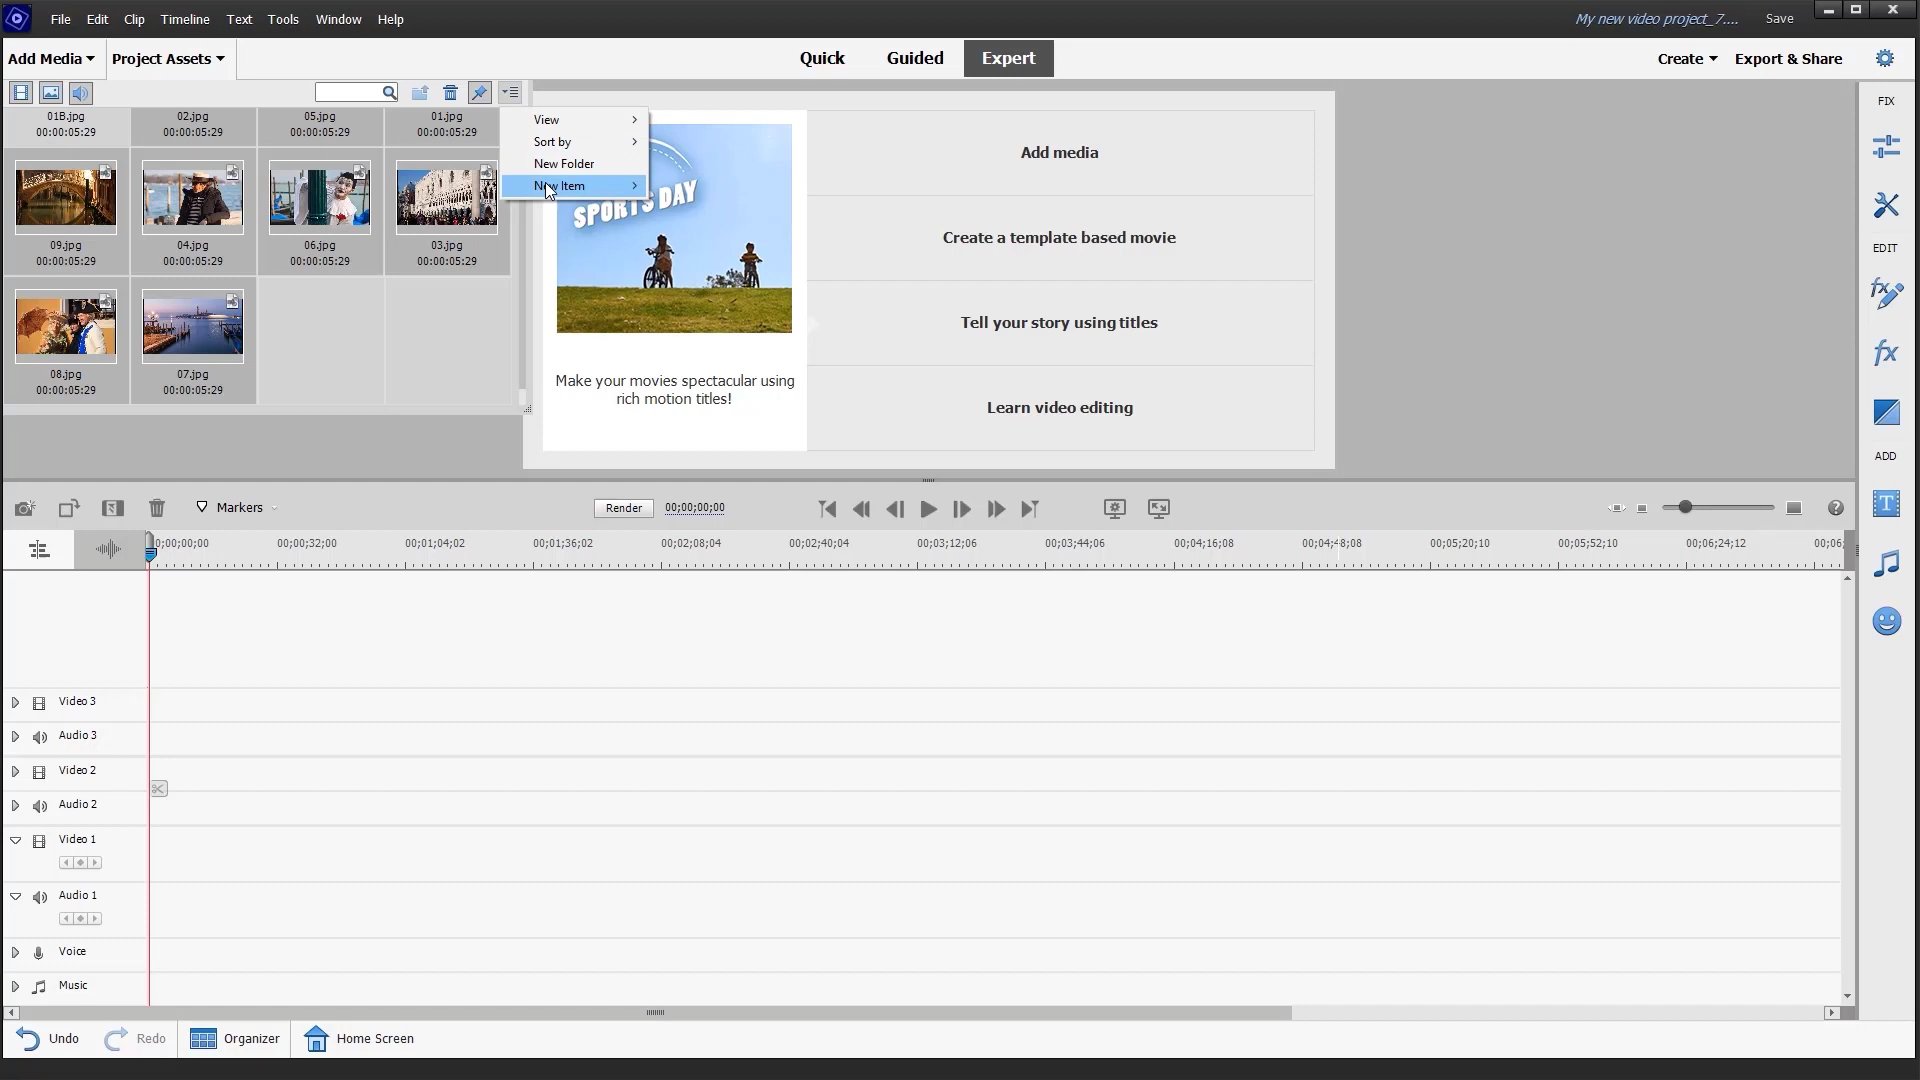 File Edit Clip Timeline Text Tools Window Help
My new video project_7.... Save
Add Media Project Assets
Quick Guided Expert
Create Export & Share
View
Sort by
New Folder
New Item
01B.jpg 02.jpg 05.jpg 01.jpg
00:00:05:29 00:00:05:29 00:00:05:29 00:00:05:29
09.jpg 04.jpg 06.jpg 03.jpg
00:00:05:29 00:00:05:29 00:00:05:29 00:00:05:29
08.jpg 07.jpg
00:00:05:29 00:00:05:29
SPORTS DAY
Make your movies spectacular using
rich motion titles!
Add media
Create a template based movie
Tell your story using titles
Learn video editing
FIX
EDIT
fx
fx
ADD
T
Markers
Render 00;00;00;00
?
0;00;00;00 00;00;32;00 00;01;04;02 00;01;36;02 00;02;08;04 00;02;40;04 00;03;12;06 00;03;44;06 00;04;16;08 00;04;48;08 00;05;20;10 00;05;52;10 00;06;24;12 00;06;
Video 3
Audio 3
Video 2
Audio 2
Video 1
Audio 1
Voice
Music
Undo Redo Organizer Home Screen